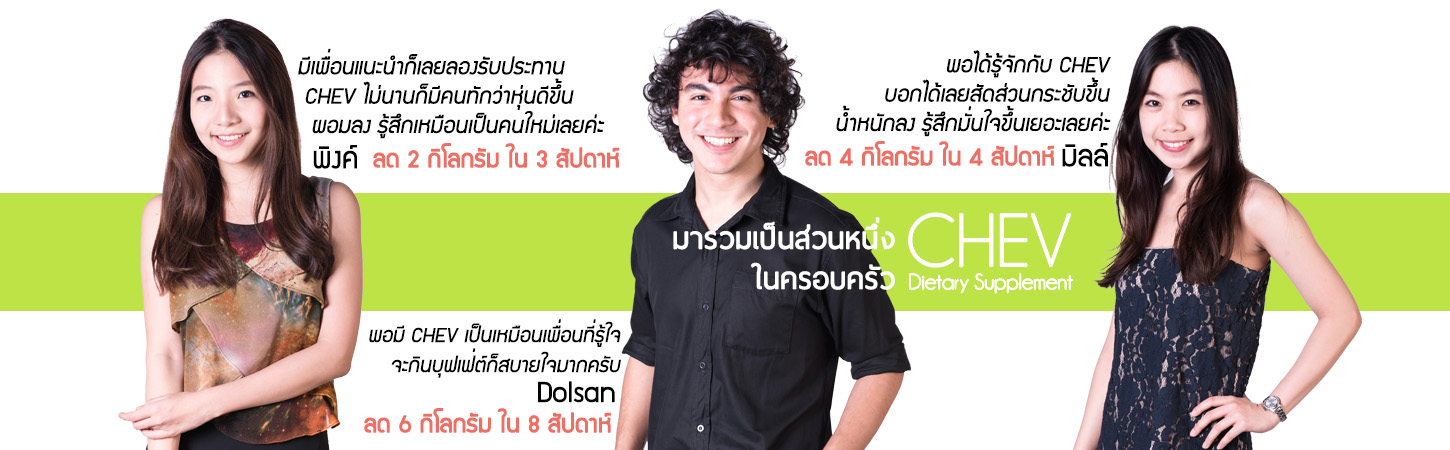 มีเพื่อนแนะนำก็เลยลองรับประทาน
CHEV ไม่นานก็มีคนทักว่าหุ่นดีขึ้น
ผอมลง รู้สึกเหมือนเป็นคนใหม่เลยค่ะ
พิงค์ ลด 2 กิโลกรัม ใน 3 สัปดาห์
พอได้รู้จักกับ CHEV
บอกได้เลยสัดส่วนกระชับขึ้น
น้ำหนักลง รู้สึกมั่นใจขึ้นเยอะเลยค่ะ
ลด 4 กิโลกรัม ใน 4 สัปดาห์ มิลล์
มารวมเป็นส่วนหนึ่ง
ในครอบครัว
CHEV
Dietary Supplement
พอมี CHEV เป็นเหมือนเพื่อนที่รู้ใจ
จะกินบุฟเฟ่ต์ก็สบายใจมากครับ
Dolsan
ลด 6 กิโลกรัม ใน 8 สัปดาห์